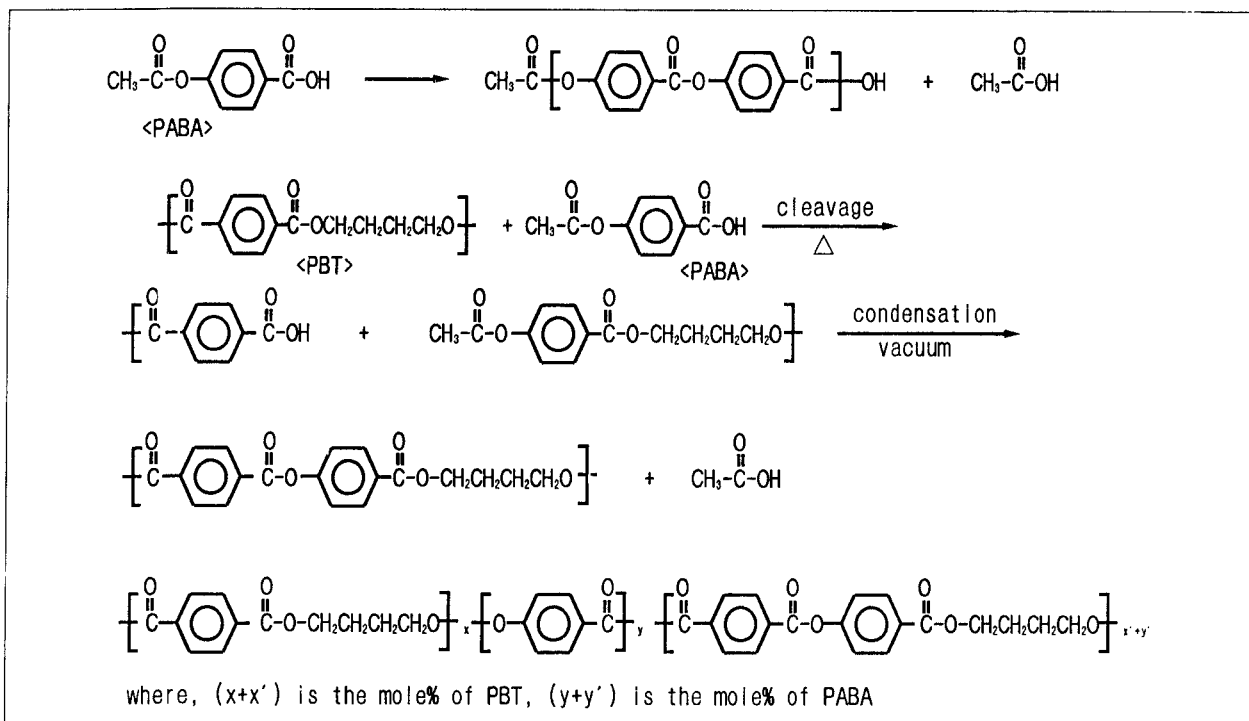 O O O O O
CH₃-C-O- -C-OH CH₃-C-[-O- -C-O- -C-]-OH + CH₃-C-OH
<PABA>
O O O O
-[-C- -C-OCH₂CH₂CH₂CH₂O-]- + CH₃-C-O- -C-OH cleavage
<PBT> <PABA> △
O O O O
-[-C- -C-OH + CH₃-C-O- -C-O-CH₂CH₂CH₂CH₂O-]- condensation
vacuum
O O O O
-[-C- -C-O- -C-O-CH₂CH₂CH₂CH₂O-]- + CH₃-C-OH
O O O O O O
-[-C- -C-O-CH₂CH₂CH₂CH₂O-]-x-[-O- -C-]-y-[-C- -C-O- -C-O-CH₂CH₂CH₂CH₂O-]-x'+y'
where, (x+x′) is the mole% of PBT, (y+y′) is the mole% of PABA